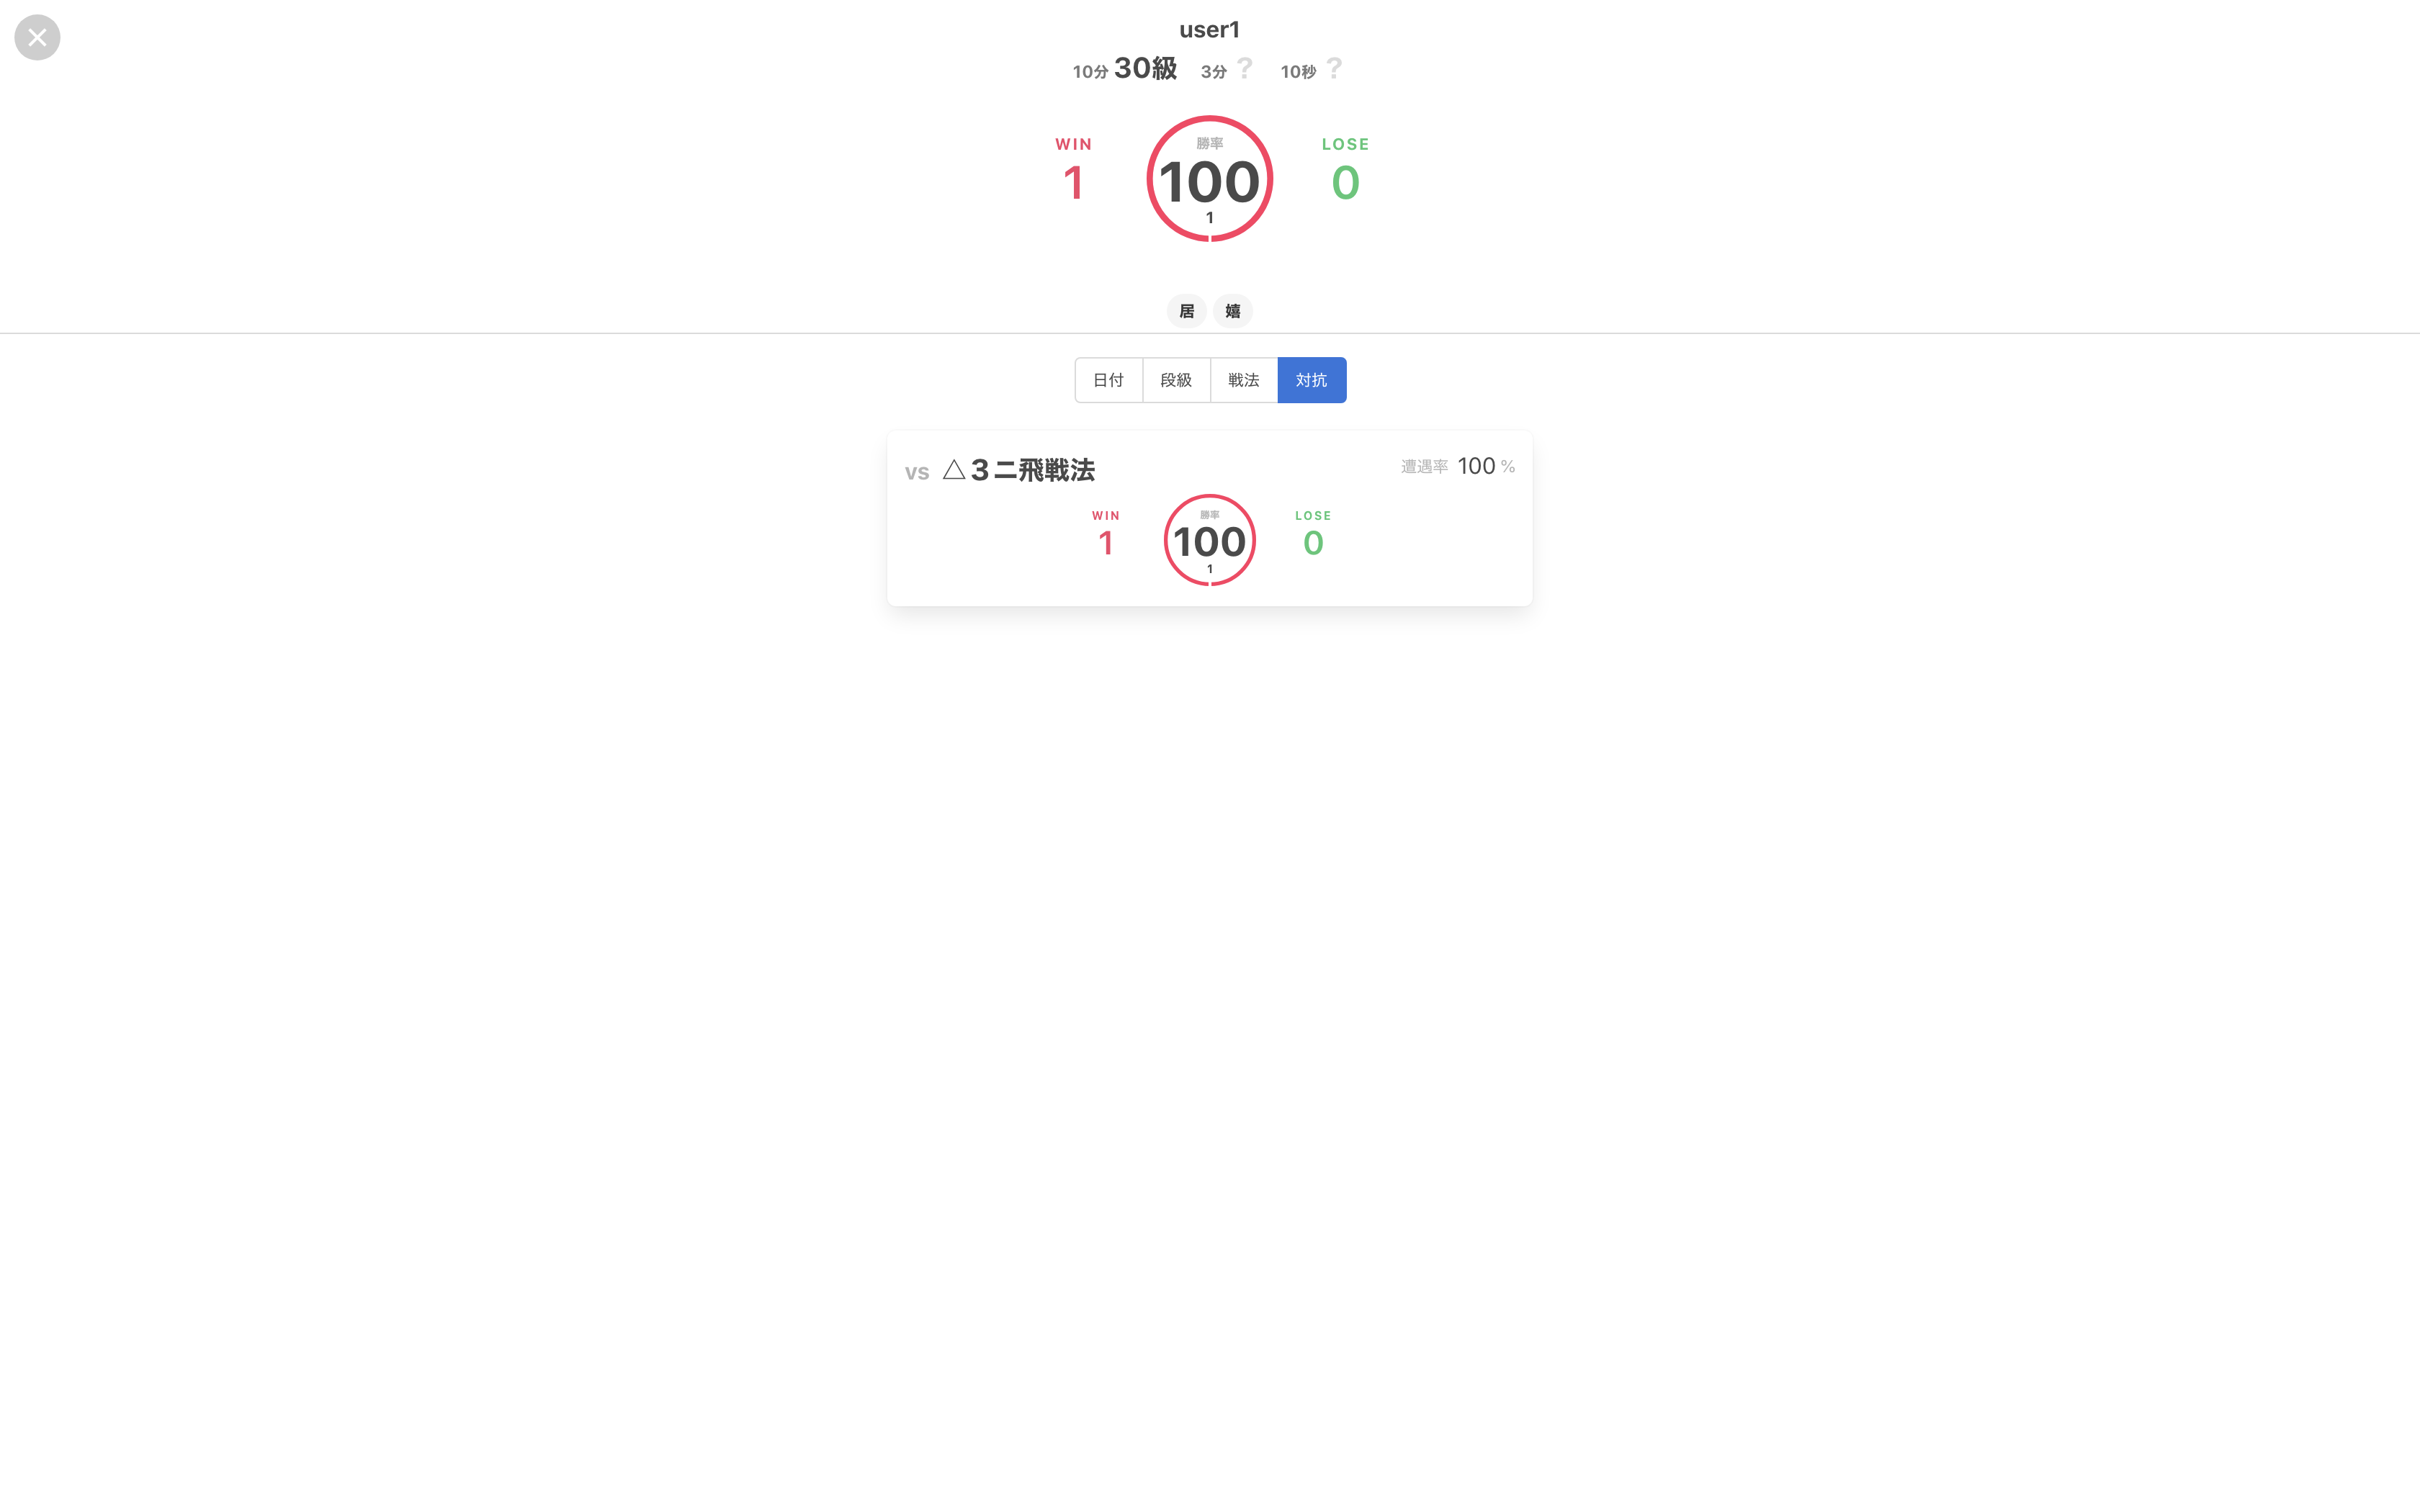 user1
10分 30級 3分 ? 10秒 ?
WIN 勝率 LOSE
1 100 0
1
居 嬉
日付 段級 戦法 対抗
vs △3ニ飛戦法 遭遇率 100 %
WIN 勝率 LOSE
1 100 0
1